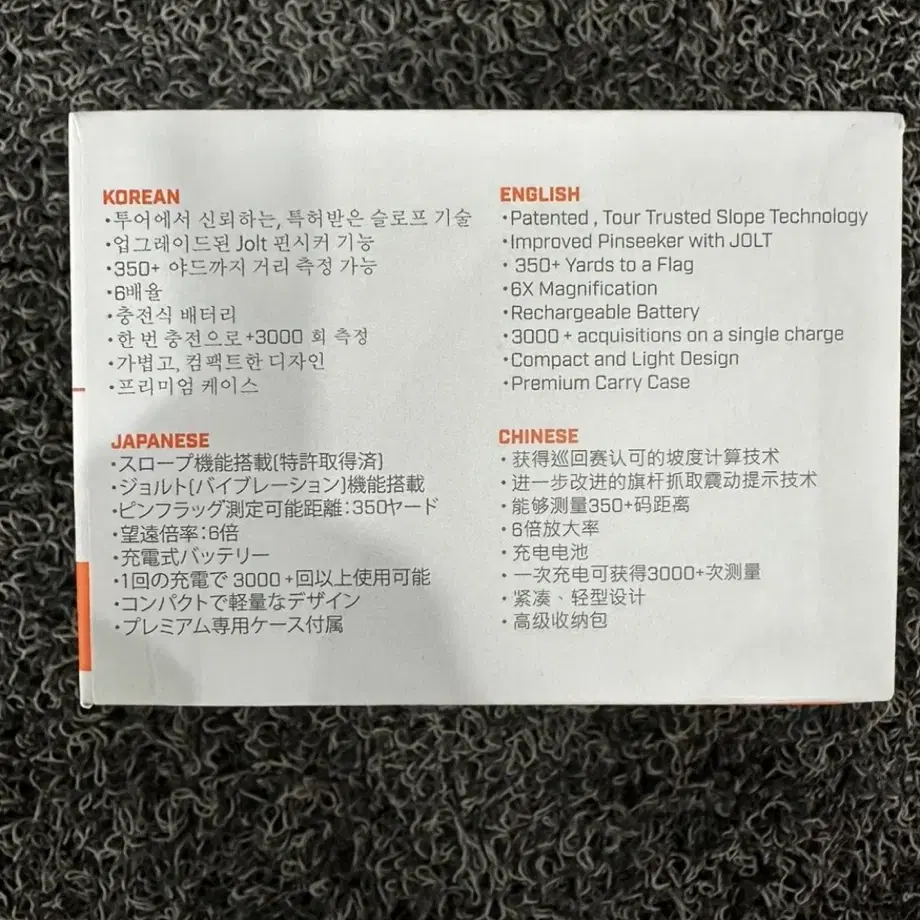 KOREAN
•투어에서 신뢰하는, 특허받은 슬로프 기술
•업그레이드된 Jolt 핀시커 기능
•350+ 야드까지 거리 측정 가능
•6배율
•충전식 배터리
•한 번 충전으로 +3000 회 측정
•가볍고, 컴팩트한 디자인
•프리미엄 케이스
ENGLISH
•Patented , Tour Trusted Slope Technology
•Improved Pinseeker with JOLT
• 350+ Yards to a Flag
•6X Magnification
•Rechargeable Battery
• 3000 + acquisitions on a single charge
•Compact and Light Design
•Premium Carry Case
JAPANESE
•スロープ機能搭載(特許取得済)
•ジョルト(バイブレーション)機能搭載
•ピンフラッグ測定可能距離:350ヤード
•望遠倍率:6倍
•充電式バッテリー
•1回の充電で 3000 +回以上使用可能
•コンパクトで軽量なデザイン
•プレミアム専用ケース付属
CHINESE
• 获得巡回赛认可的坡度计算技术
• 进一步改进的旗杆抓取震动提示技术
• 能够测量350+码距离
• 6倍放大率
• 充电电池
• 一次充电可获得3000+次测量
• 紧凑、轻型设计
• 高级收纳包